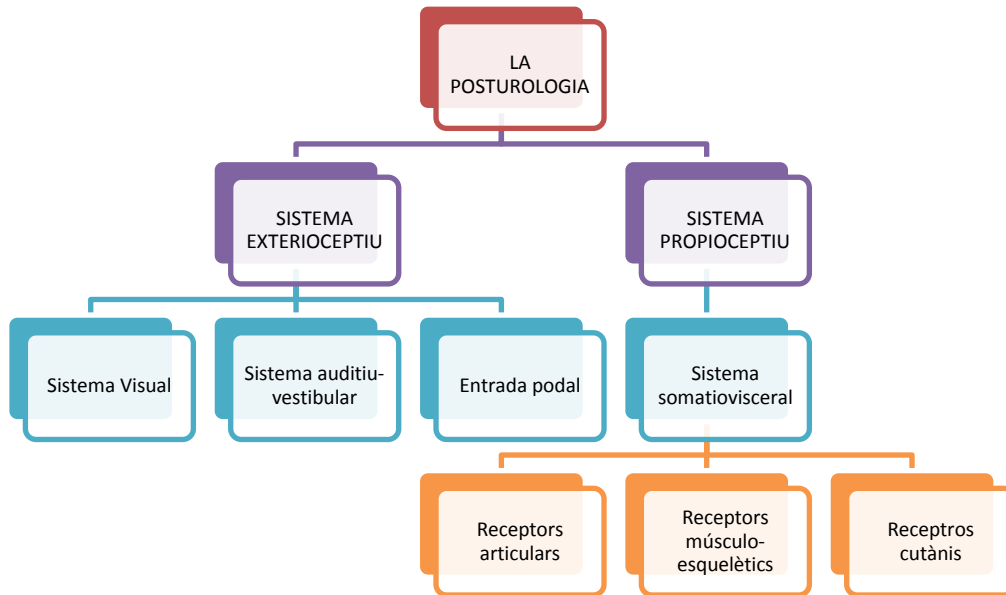 LA
POSTUROLOGIA
SISTEMA
EXTERIOCEPTIU
SISTEMA
PROPIOCEPTIU
Sistema Visual
Sistema auditiu-
vestibular
Entrada podal
Sistema
somatiovisceral
Receptors
articulars
Receptors
músculo-
esquelètics
Receptros
cutànis